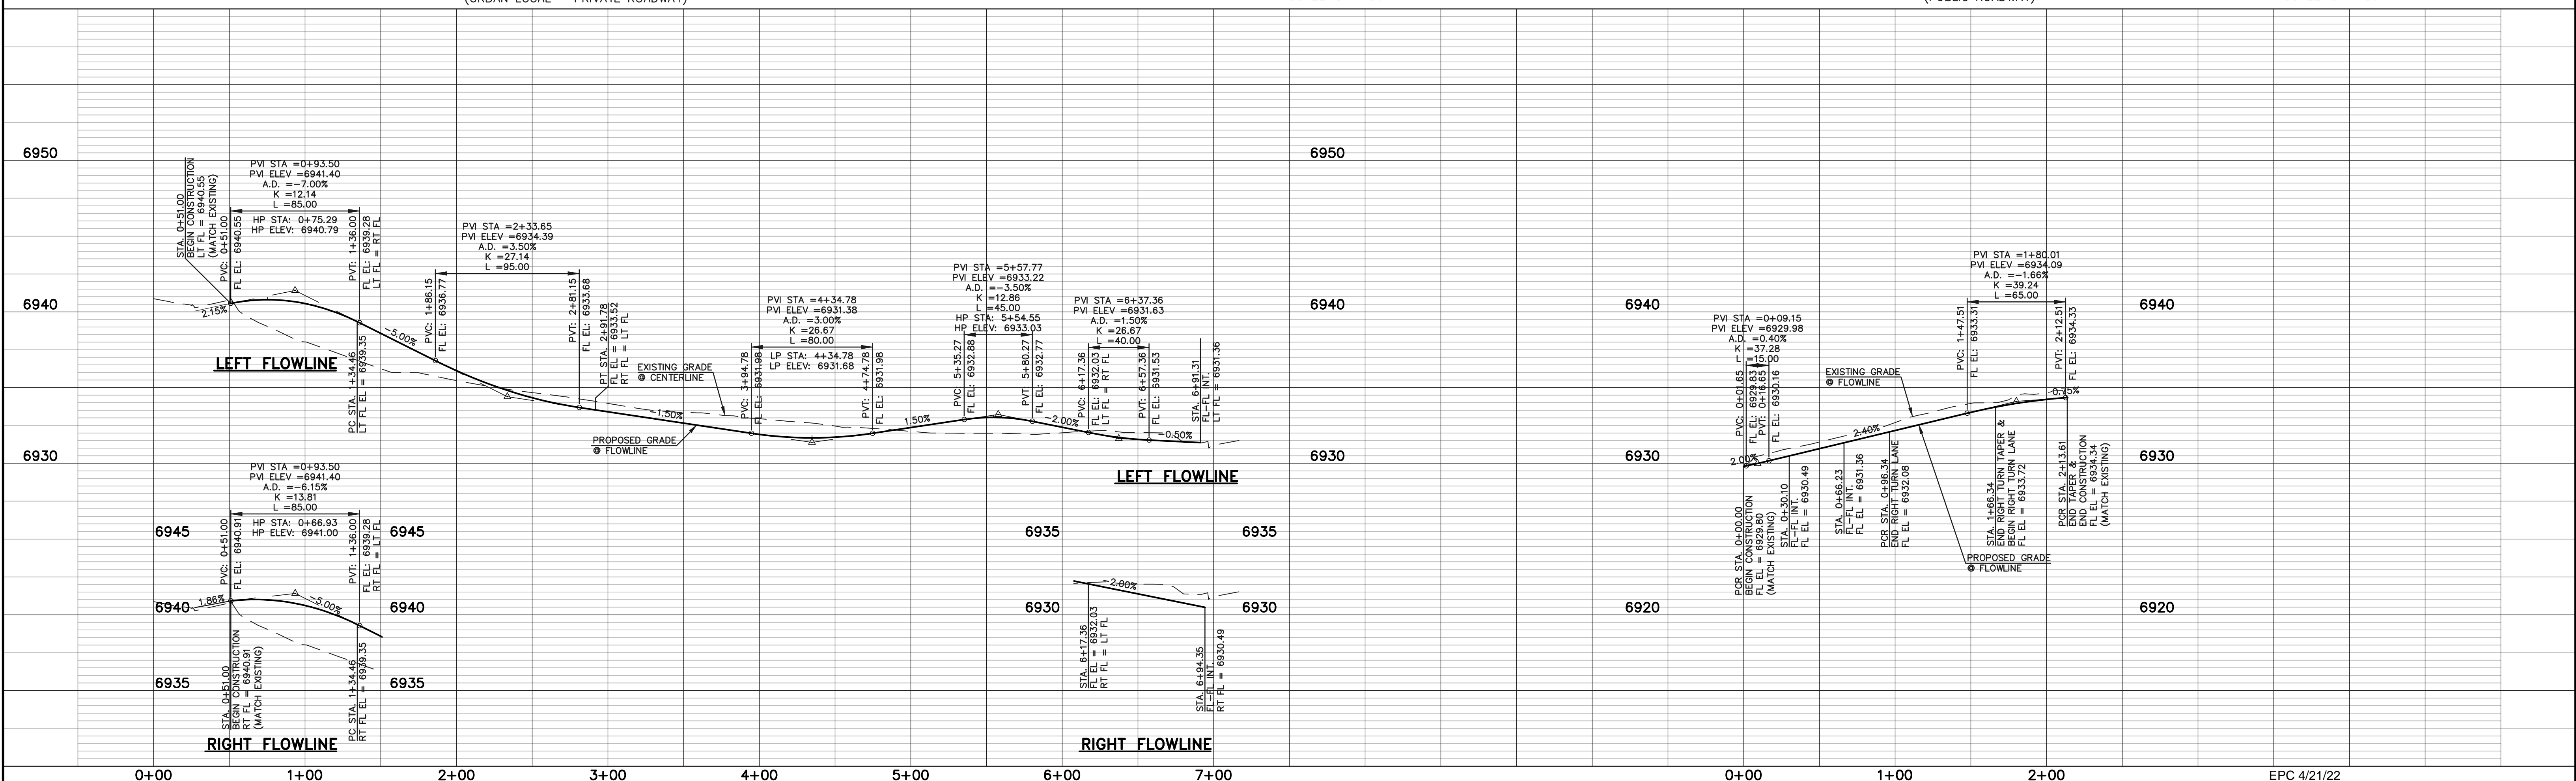 6950
6940
6930
6945
6940
6935
STA. 0+51.00
BEGIN CONSTRUCTION
LT FL = 6940.55
(MATCH EXISTING)
PVI STA =0+93.50
PVI ELEV =6941.40
A.D. =-7.00%
K =12.14
L =85.00
HP STA: 0+75.29
HP ELEV: 6940.79
PVC: 0+51.00
FL EL: 6940.55
PVT: 1+36.00
FL EL: 6939.28
LT FL = RT FL
2.15%
-5.00%
LEFT FLOWLINE
PC STA. 1+34.46
LT FL EL = 6939.35
PVI STA =2+33.65
PVI ELEV =6934.39
A.D. =3.50%
K =27.14
L =95.00
PVC: 1+86.15
FL EL: 6936.77
PVT: 2+81.15
FL EL: 6933.68
PT STA. 2+91.78
FL EL = 6933.52
RT FL = LT FL
EXISTING GRADE
@ CENTERLINE
-1.50%
PROPOSED GRADE
@ FLOWLINE
PVI STA =4+34.78
PVI ELEV =6931.38
A.D. =3.00%
K =26.67
L =80.00
LP STA: 4+34.78
LP ELEV: 6931.68
PVC: 3+94.78
FL EL: 6931.98
PVT: 4+74.78
FL EL: 6931.98
1.50%
PVI STA =5+57.77
PVI ELEV =6933.22
A.D. =-3.50%
K =12.86
L =45.00
HP STA: 5+54.55
HP ELEV: 6933.03
PVC: 5+35.27
FL EL: 6932.88
PVT: 5+80.27
FL EL: 6932.77
-2.00%
PVI STA =6+37.36
PVI ELEV =6931.63
A.D. =1.50%
K =26.67
L =40.00
PVC: 6+17.36
FL EL: 6932.03
LT FL = RT FL
PVT: 6+57.36
FL EL: 6931.53
-0.50%
STA. 6+91.31
FL-FL INT.
LT FL = 6931.36
LEFT FLOWLINE
6950
6940
6930
PVI STA =0+93.50
PVI ELEV =6941.40
A.D. =-6.15%
K =13.81
L =85.00
HP STA: 0+66.93
HP ELEV: 6941.00
PVC: 0+51.00
FL EL: 6940.91
PVT: 1+36.00
FL EL: 6939.28
RT FL = LT FL
1.86%
-5.00%
STA. 0+51.00
BEGIN CONSTRUCTION
RT FL = 6940.91
(MATCH EXISTING)
PC STA. 1+34.46
RT FL EL = 6939.35
RIGHT FLOWLINE
6945
6940
6935
6935
6930
-2.00%
STA. 6+17.36
FL EL = 6932.03
RT FL = LT FL
STA. 6+94.35
FL-FL INT.
RT FL = 6930.49
RIGHT FLOWLINE
6935
6930
6940
6930
6920
PVI STA =0+09.15
PVI ELEV =6929.98
A.D. =0.40%
K =37.28
L =15.00
PVC: 0+01.65
FL EL: 6929.83
PVT: 0+16.65
FL EL: 6930.16
2.00%
PCR STA. 0+00.00
BEGIN CONSTRUCTION
FL EL = 6929.80
(MATCH EXISTING)
STA. 0+30.10
FL-FL INT.
FL EL = 6930.49
STA. 0+66.23
FL-FL INT.
FL EL = 6931.36
PCR STA. 0+96.34
END RIGHT TURN LANE
FL EL = 6932.08
EXISTING GRADE
@ FLOWLINE
2.40%
PROPOSED GRADE
@ FLOWLINE
PVI STA =1+80.01
PVI ELEV =6934.09
A.D. =-1.66%
K =39.24
L =65.00
PVC: 1+47.51
FL EL: 6933.31
PVT: 2+12.51
FL EL: 6934.33
0.75%
STA. 1+66.34
END RIGHT TURN TAPER &
BEGIN RIGHT TURN LANE
FL EL = 6933.72
PCR STA. 2+13.61
END TAPER &
END CONSTRUCTION
FL EL = 6934.34
(MATCH EXISTING)
6940
6930
6920
0+00
1+00
2+00
3+00
4+00
5+00
6+00
7+00
0+00
1+00
2+00
EPC 4/21/22